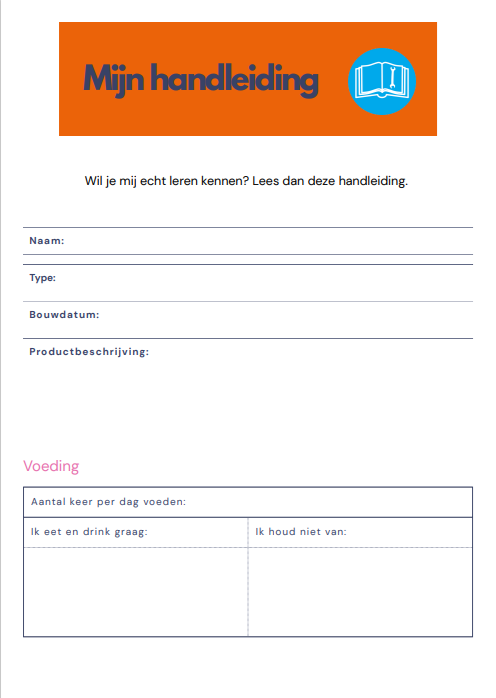 Mijn handleiding
Wil je mij echt leren kennen? Lees dan deze handleiding.
Naam:
Type:
Bouwdatum:
Productbeschrijving:
Voeding
Aantal keer per dag voeden:
Ik eet en drink graag:
Ik houd niet van: